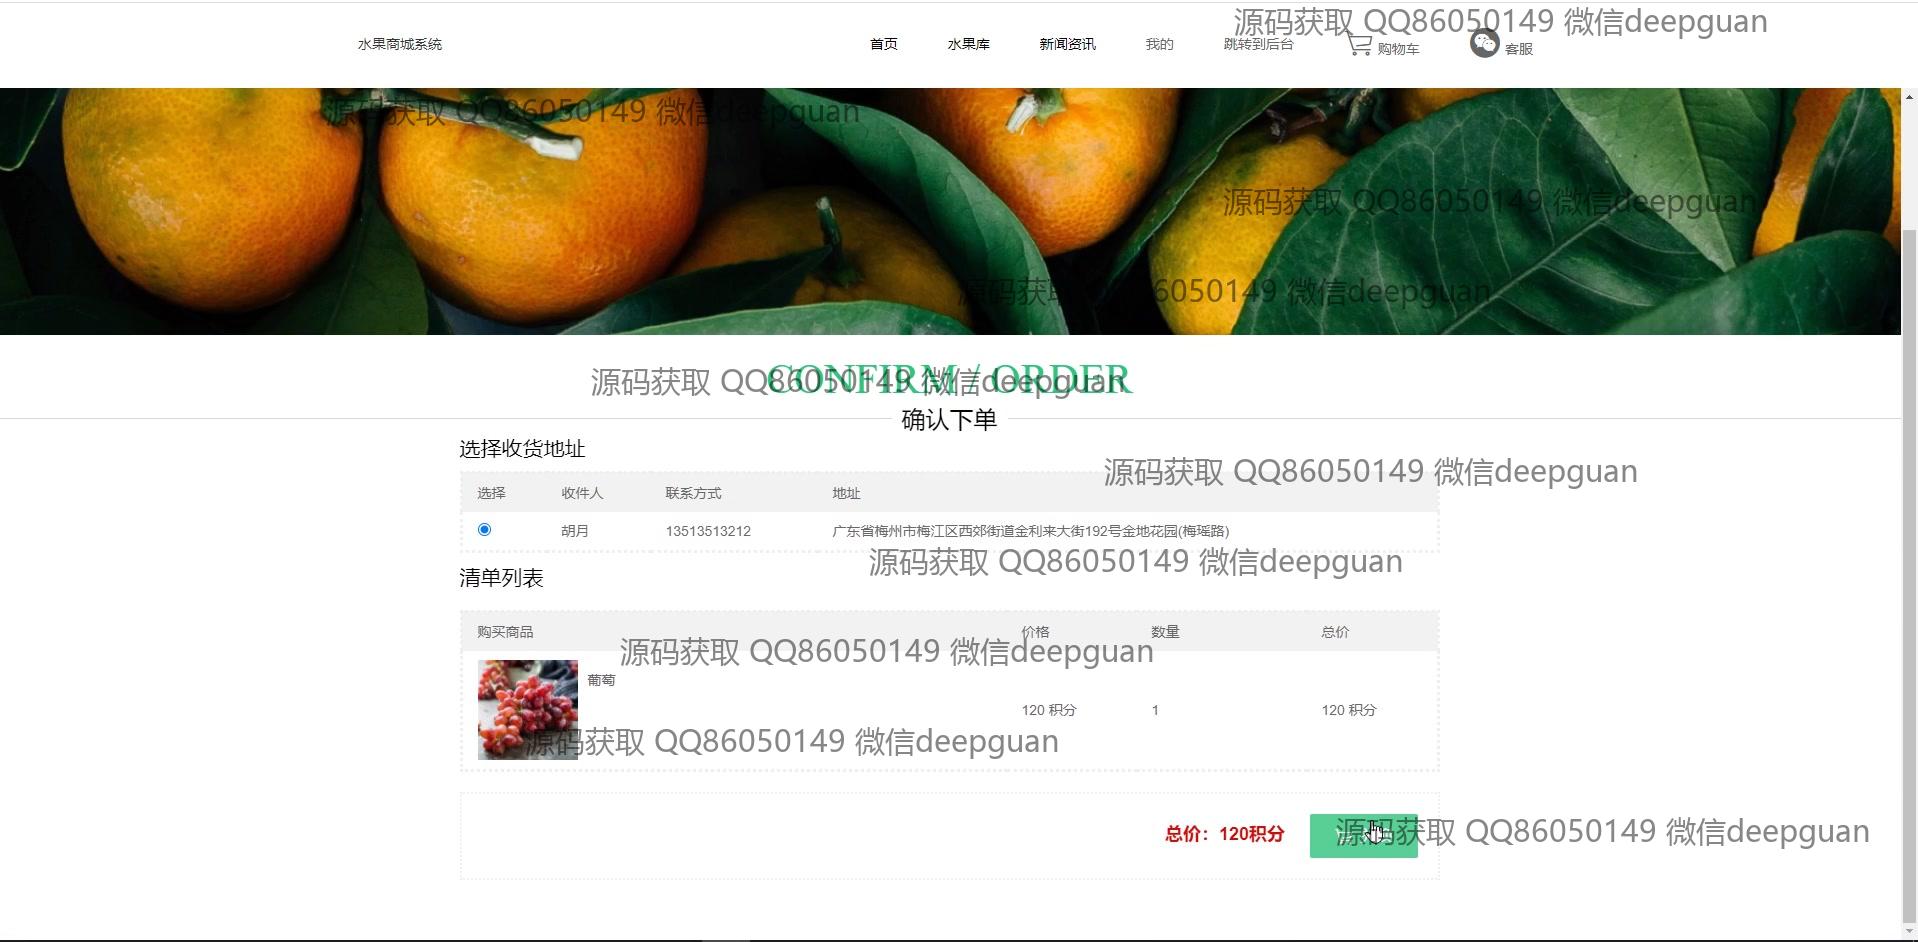 源码获取 QQ86050149 微信deepguan
水果商城系统 首页 水果库 新闻资讯 我的 跳转到后台 购物车 客服
源码获取 QQ86050149 微信deepguan
源码获取 QQ86050149 微信deepguan
源码获取 QQ86050149 微信deepguan
CONFIRM / ORDER
源码获取 QQ86050149 微信deepguan
确认下单
选择收货地址
源码获取 QQ86050149 微信deepguan
选择 收件人 联系方式 地址
胡月 13513513212 广东省梅州市梅江区西郊街道金利来大街192号金地花园(梅瑶路)
源码获取 QQ86050149 微信deepguan
清单列表
购买商品 价格 数量 总价
源码获取 QQ86050149 微信deepguan
葡萄
120 积分 1 120 积分
源码获取 QQ86050149 微信deepguan
总价：120积分
源码获取 QQ86050149 微信deepguan